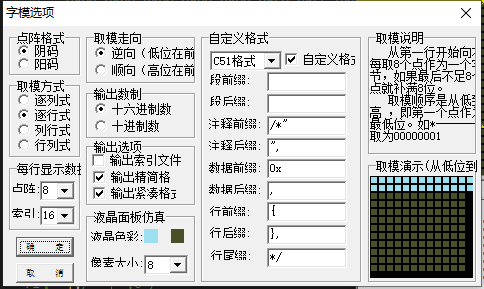 字模选项
点阵格式
阴码
阳码
取模方式
逐列式
逐行式
列行式
行列式
每行显示数据
点阵: 8
索引: 16
确 定
取 消
取模走向
逆向（低位在前
顺向（高位在前
输出数制
十六进制数
十进制数
输出选项
输出索引文件
输出精简格
输出紧凑格式
液晶面板仿真
液晶色彩:
像素大小: 8
自定义格式
C51格式
自定义格式
段前缀:
段后缀:
注释前缀: /*"
注释后缀: ",
数据前缀: 0x
数据后缀: ,
行前缀: {
行后缀: },
行尾缀: */
取模说明
从第一行开始向
每取8个点作为一个字
节，如果最后不足8个
点就补满8位。
取模顺序是从低到
高，即第一个点作为
最低位。如*-------
取为00000001
取模演示(从低位到